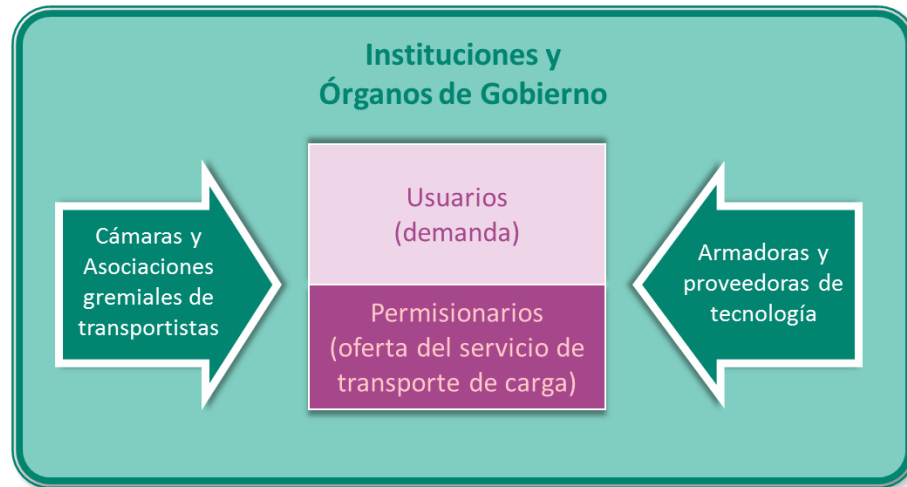 Instituciones y
Órganos de Gobierno
Usuarios
(demanda)
Cámaras y
Asociaciones
gremiales de
transportistas
Permisionarios
(oferta del servicio de
transporte de carga)
Armadoras y
proveedoras de
tecnología